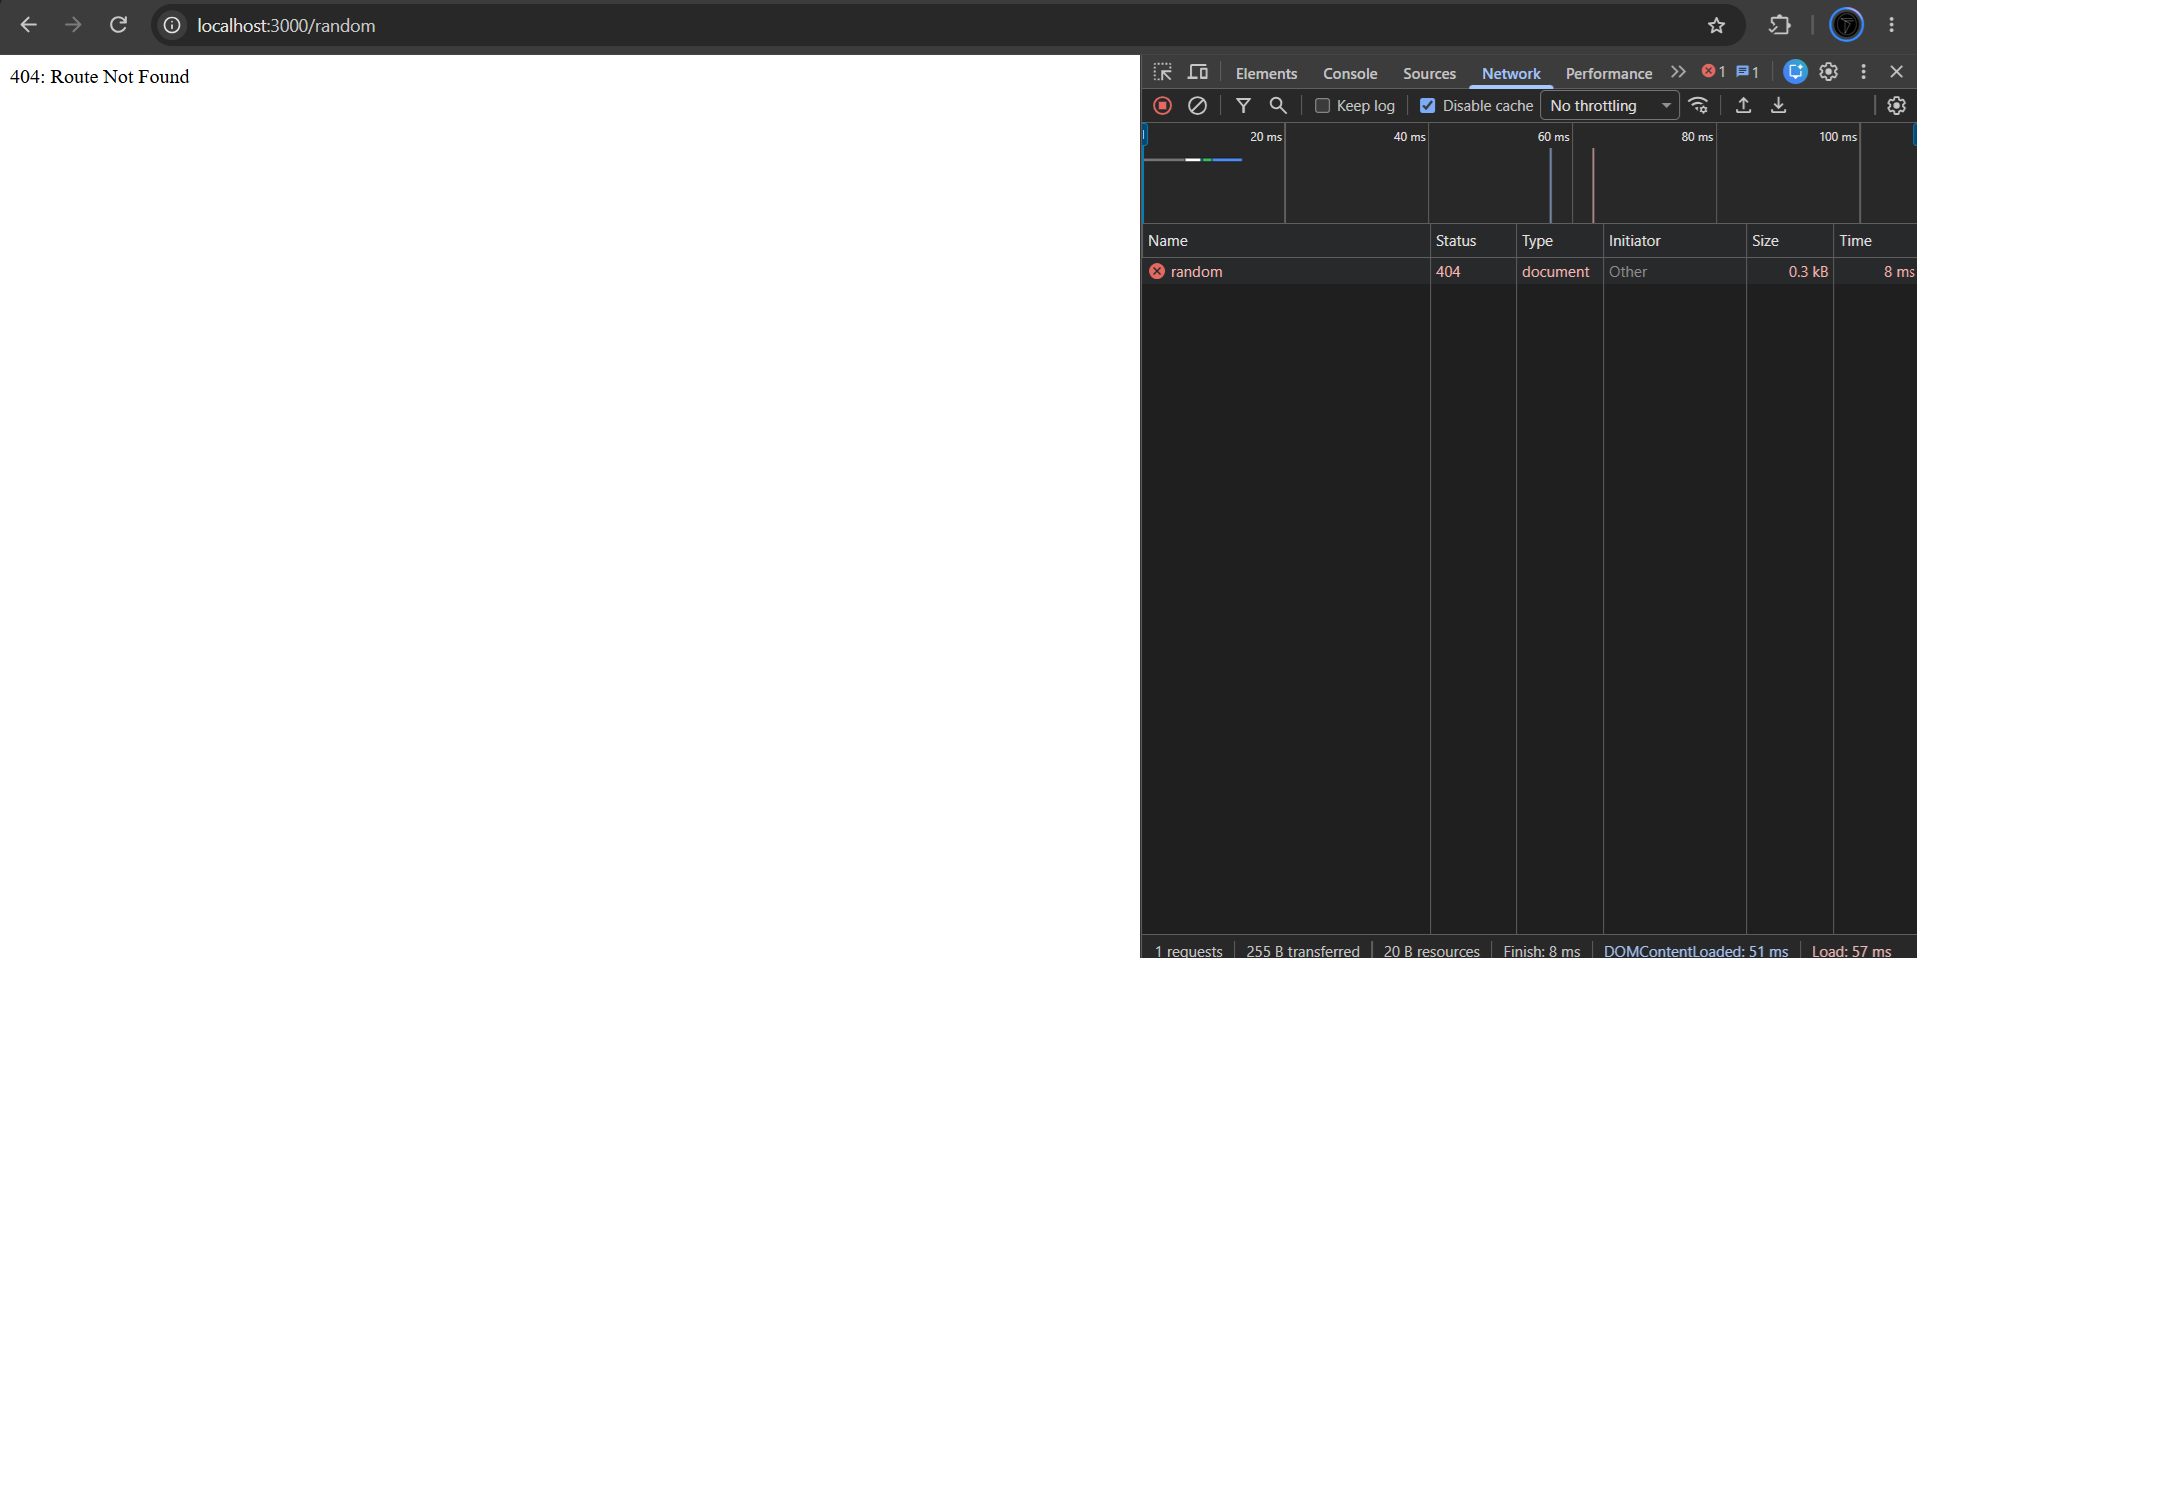 localhost:3000/random
404: Route Not Found
Elements Console Sources Network Performance 1 1
Keep log Disable cache No throttling
20 ms 40 ms 60 ms 80 ms 100 ms
Name Status Type Initiator Size Time
random 404 document Other 0.3 kB 8 ms
1 requests 255 B transferred 20 B resources Finish: 8 ms DOMContentLoaded: 51 ms Load: 57 ms